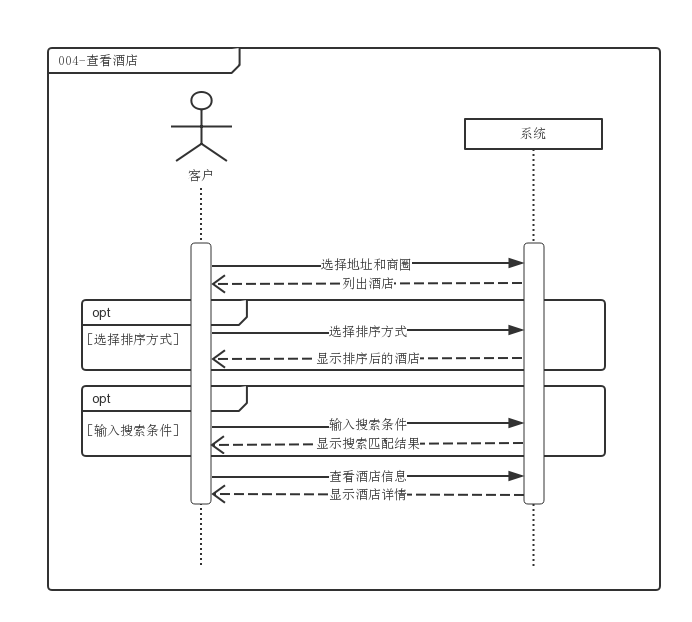 004-查看酒店
系统
客户
选择地址和商圈
列出酒店
opt
[选择排序方式]
选择排序方式
显示排序后的酒店
opt
[输入搜索条件]
输入搜索条件
显示搜索匹配结果
查看酒店信息
显示酒店详情